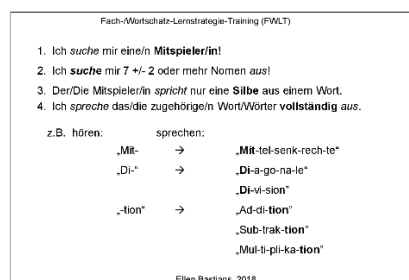 Fach-/Wortschatz-Lernstrategie-Training (FWLT)
1. Ich suche mir eine/n Mitspieler/in!
2. Ich suche mir 7 +/- 2 oder mehr Nomen aus!
3. Der/Die Mitspieler/in spricht nur eine Silbe aus einem Wort.
4. Ich spreche das/die zugehörige/n Wort/Wörter vollständig aus.
z.B. hören: sprechen:
„Mit- → „Mit-tel-senk-rech-te“
„Di-“ → „Di-a-go-na-le“
„Di-vi-sion”
„-tion” → „Ad-di-tion”
„Sub-trak-tion”
„Mul-ti-pli-ka-tion”
Ellen Bastians, 2018